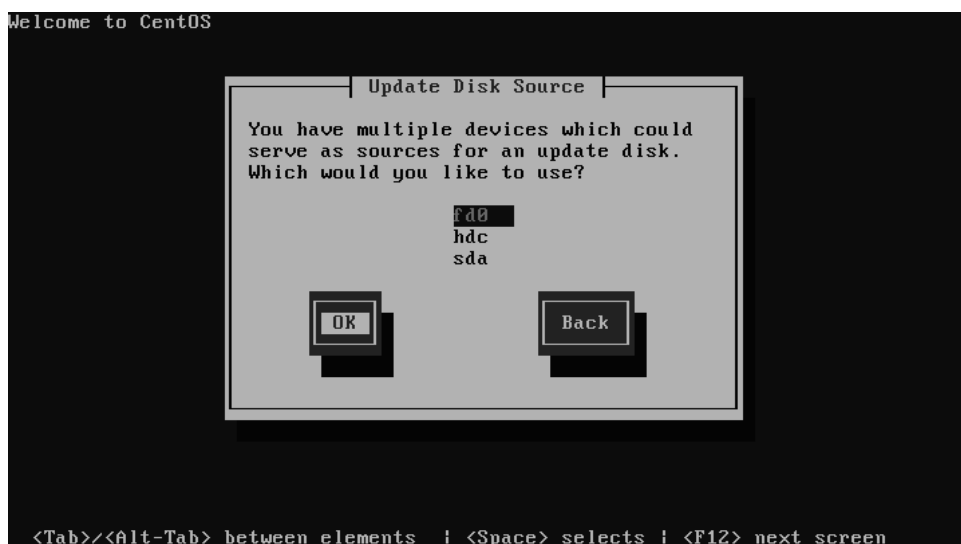 Welcome to CentOS
Update Disk Source
You have multiple devices which could
serve as sources for an update disk.
Which would you like to use?
fd0
hdc
sda
OK Back
<Tab>/<Alt-Tab> between elements | <Space> selects | <F12> next screen